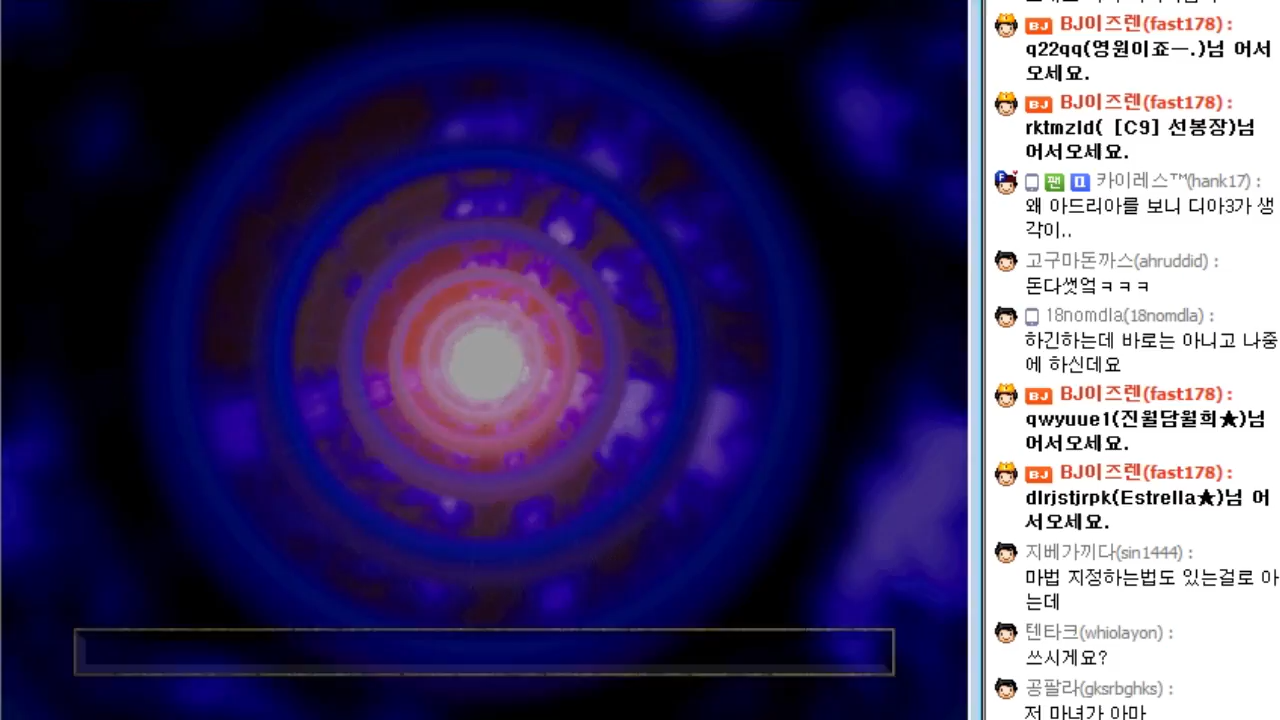 BJ BJ이즈렌(fast178) :
q22qq(영원이죠ㅡ.)님 어서
오세요.
BJ BJ이즈렌(fast178) :
rktmzld( [C9] 선봉장)님
어서오세요.
팬 카이레스™(hank17) :
왜 아드리아를 보니 디아3가 생
각이..
고구마돈까스(ahruddid) :
돈다썻엌ㅋㅋㅋ
18nomdla(18nomdla) :
하긴하는데 바로는 아니고 나중
에 하신데요
BJ BJ이즈렌(fast178) :
qwyuue1(진월담월희★)님
어서오세요.
BJ BJ이즈렌(fast178) :
dlrjstjrpk(Estrella★)님 어
서오세요.
지베가끼다(sin1444) :
마법 지정하는법도 있는걸로 아
는데
텐타크(whiolayon) :
쓰시게요?
공팔라(gksrbghks) :
저 마녀가 아마